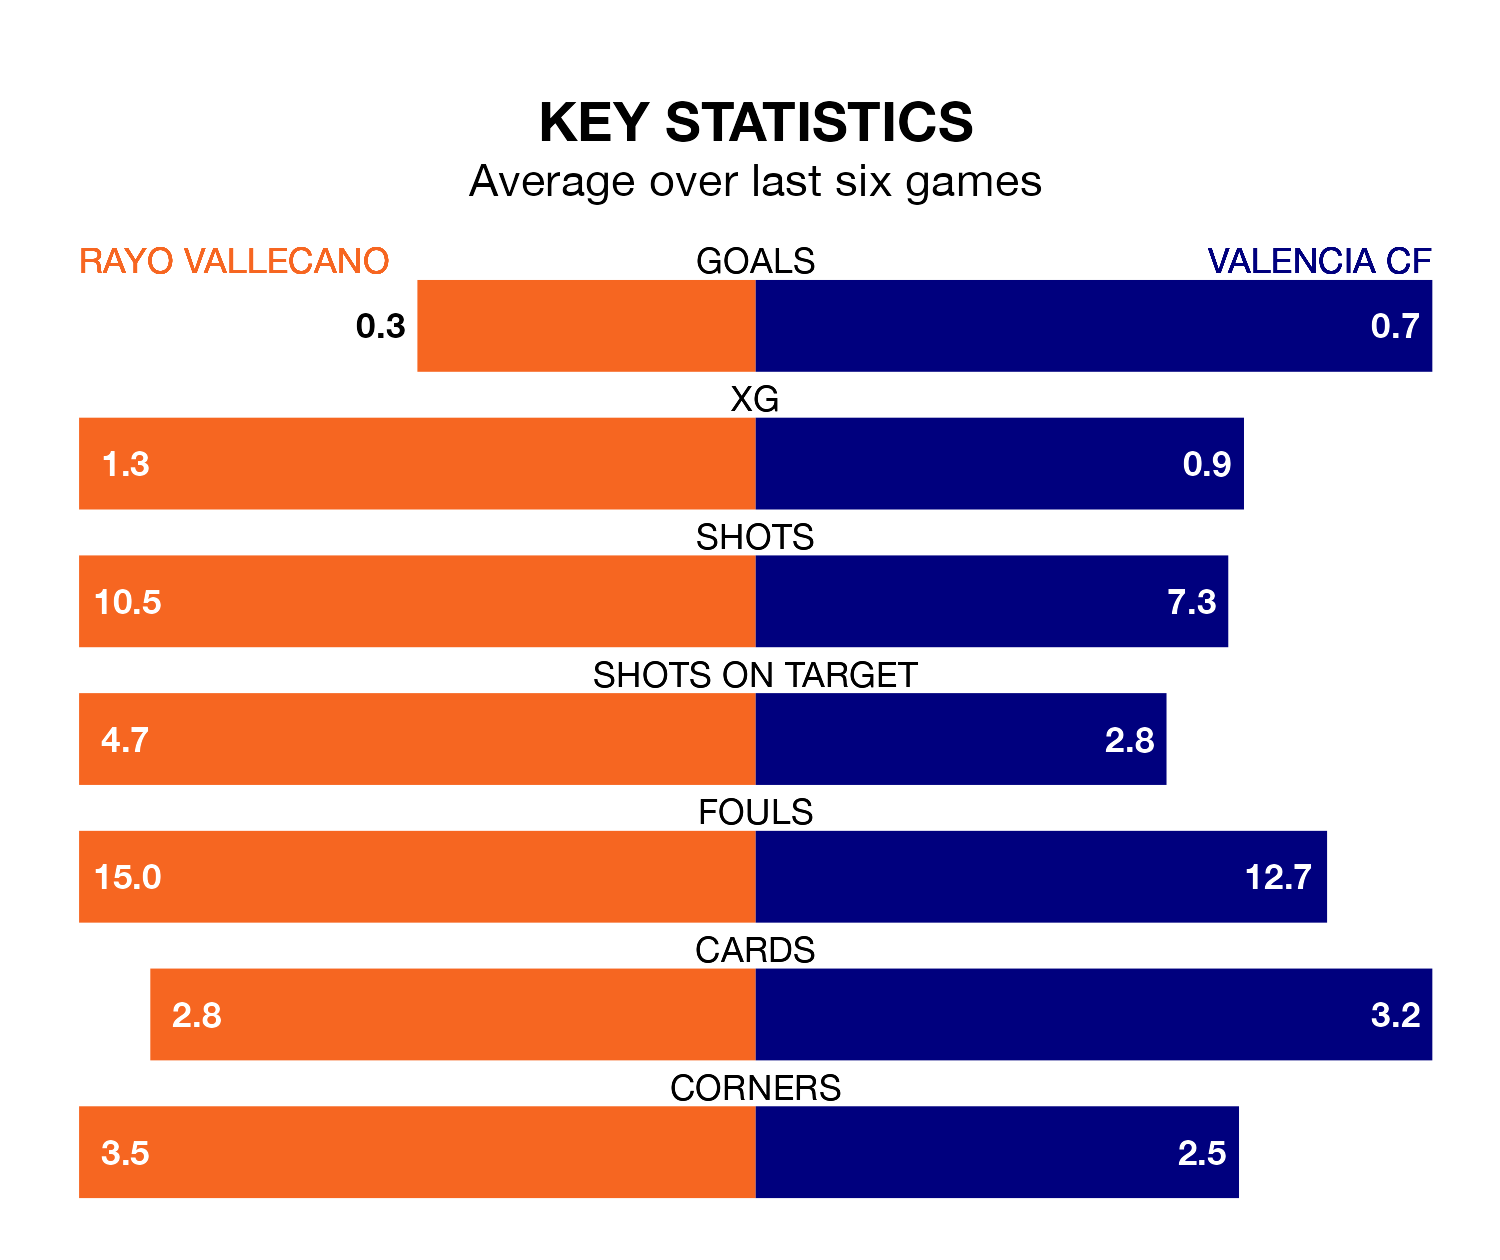 KEY STATISTICS
Average over last six games
RAYO VALLECANO GOALS VALENCIA CF
0.3 0.7
XG
1.3 0.9
SHOTS
10.5 7.3
SHOTS ON TARGET
4.7 2.8
FOULS
15.0 12.7
CARDS
2.8 3.2
CORNERS
3.5 2.5